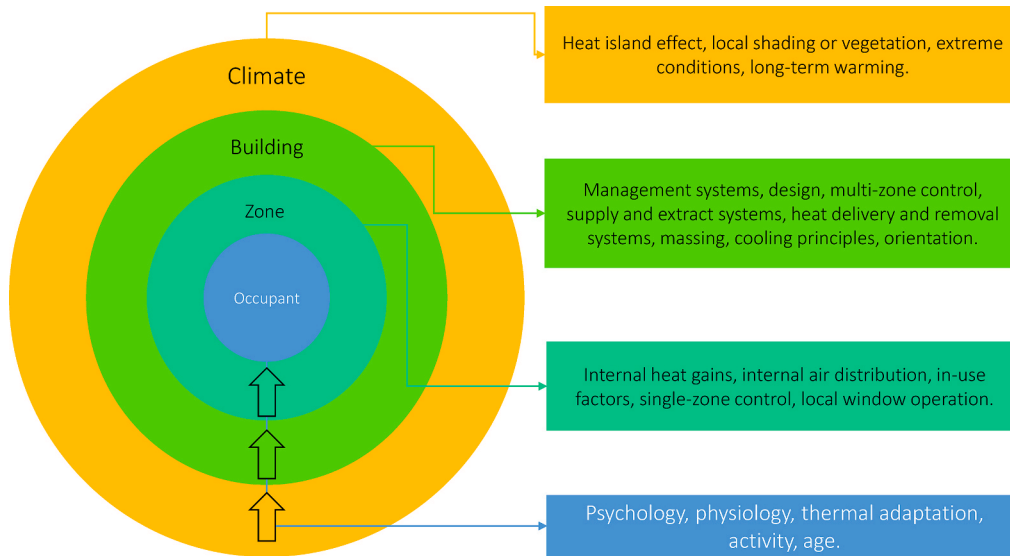 Climate
Building
Zone
Occupant
Heat island effect, local shading or vegetation, extreme
conditions, long-term warming.
Management systems, design, multi-zone control,
supply and extract systems, heat delivery and removal
systems, massing, cooling principles, orientation.
Internal heat gains, internal air distribution, in-use
factors, single-zone control, local window operation.
Psychology, physiology, thermal adaptation,
activity, age.